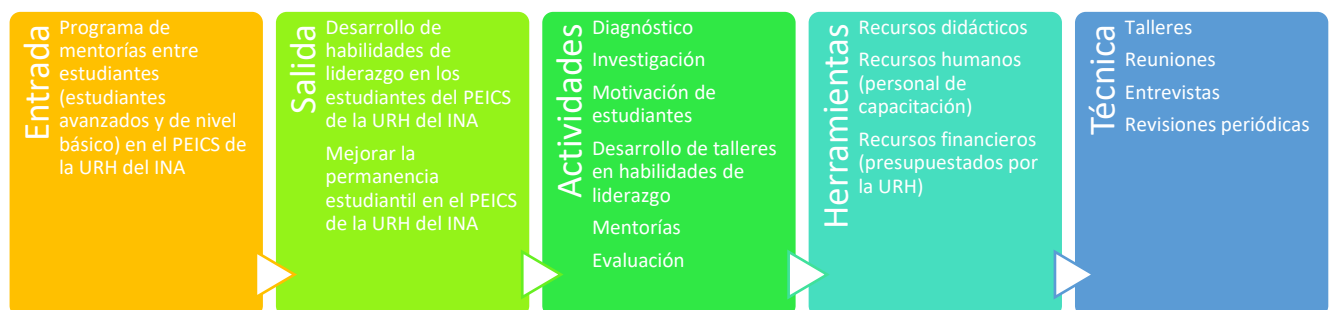 Entrada
Programa de
mentorías entre
estudiantes
(estudiantes
avanzados y de nivel
básico) en el PEICS de
la URH del INA
Salida
Desarrollo de
habilidades de
liderazgo en los
estudiantes del PEICS
de la URH del INA
Mejorar la
permanencia
estudiantil en el PEICS
de la URH del INA
Actividades
Diagnóstico
Investigación
Motivación de
estudiantes
Desarrollo de talleres
en habilidades de
liderazgo
Mentorías
Evaluación
Herramientas
Recursos didácticos
Recursos humanos
(personal de
capacitación)
Recursos financieros
(presupuestados por
la URH)
Técnica
Talleres
Reuniones
Entrevistas
Revisiones periódicas